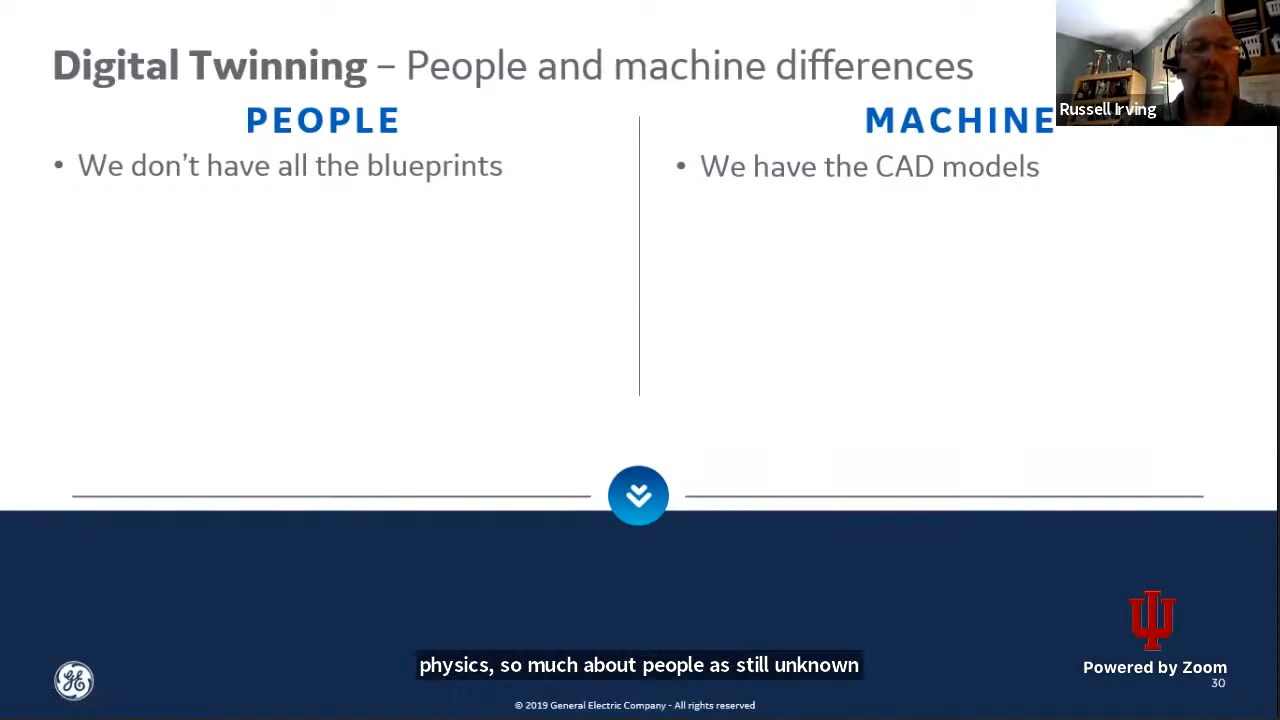 Digital Twinning – People and machine differences
Russell Irving
PEOPLE
MACHINE
• We don't have all the blueprints
• We have the CAD models
physics, so much about people as still unknown
Powered by Zoom
30
© 2019 General Electric Company - All rights reserved